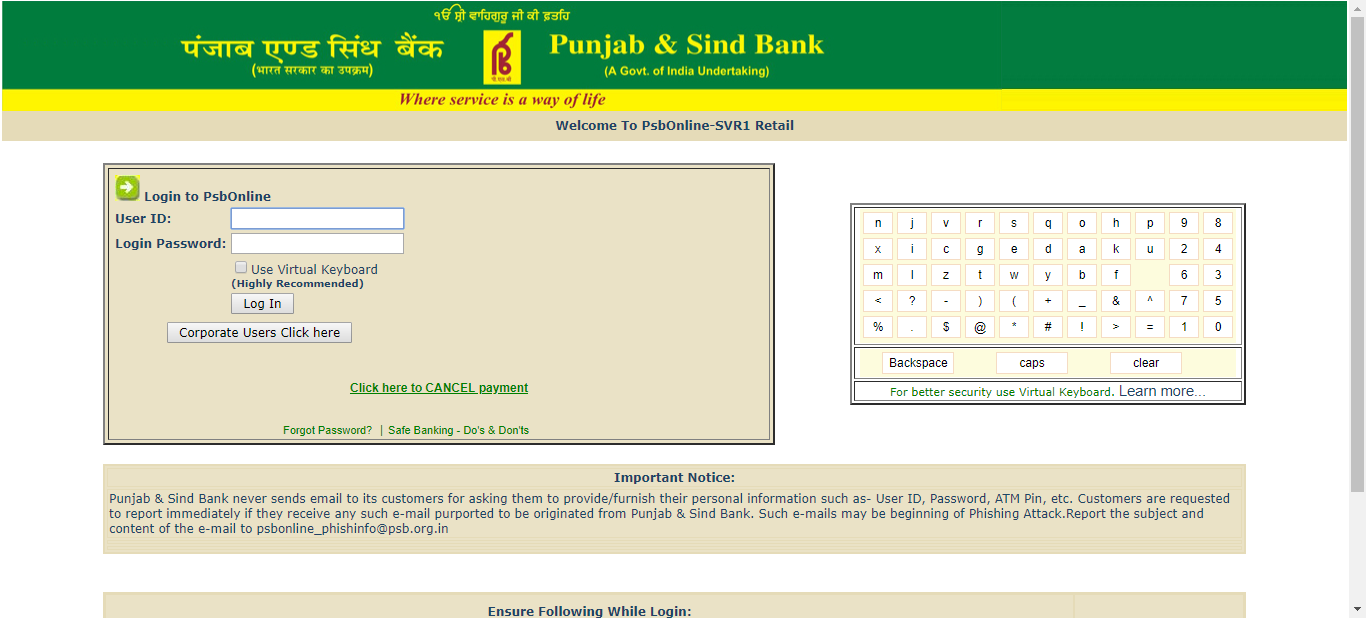 ੴ ਸ਼੍ਰੀ ਵਾਹਿਗੁਰੂ ਜੀ ਕੀ ਫ਼ਤਹਿ
पंजाब एण्ड सिंध बैंक
(भारत सरकार का उपक्रम)
Punjab & Sind Bank
(A Govt. of India Undertaking)
Where service is a way of life
Welcome To PsbOnline-SVR1 Retail
Login to PsbOnline
User ID:
Login Password:
Use Virtual Keyboard
(Highly Recommended)
Log In
Corporate Users Click here
Click here to CANCEL payment
Forgot Password? | Safe Banking - Do's & Don'ts
n j v r s q o h p 9 8
x i c g e d a k u 2 4
m l z t w y b f 6 3
< ? - ) ( + _ & ^ 7 5
% . $ @ * # ! > = 1 0
Backspace caps clear
For better security use Virtual Keyboard. Learn more...
Important Notice:
Punjab & Sind Bank never sends email to its customers for asking them to provide/furnish their personal information such as- User ID, Password, ATM Pin, etc. Customers are requested
to report immediately if they receive any such e-mail purported to be originated from Punjab & Sind Bank. Such e-mails may be beginning of Phishing Attack.Report the subject and
content of the e-mail to psbonline_phishinfo@psb.org.in
Ensure Following While Login: